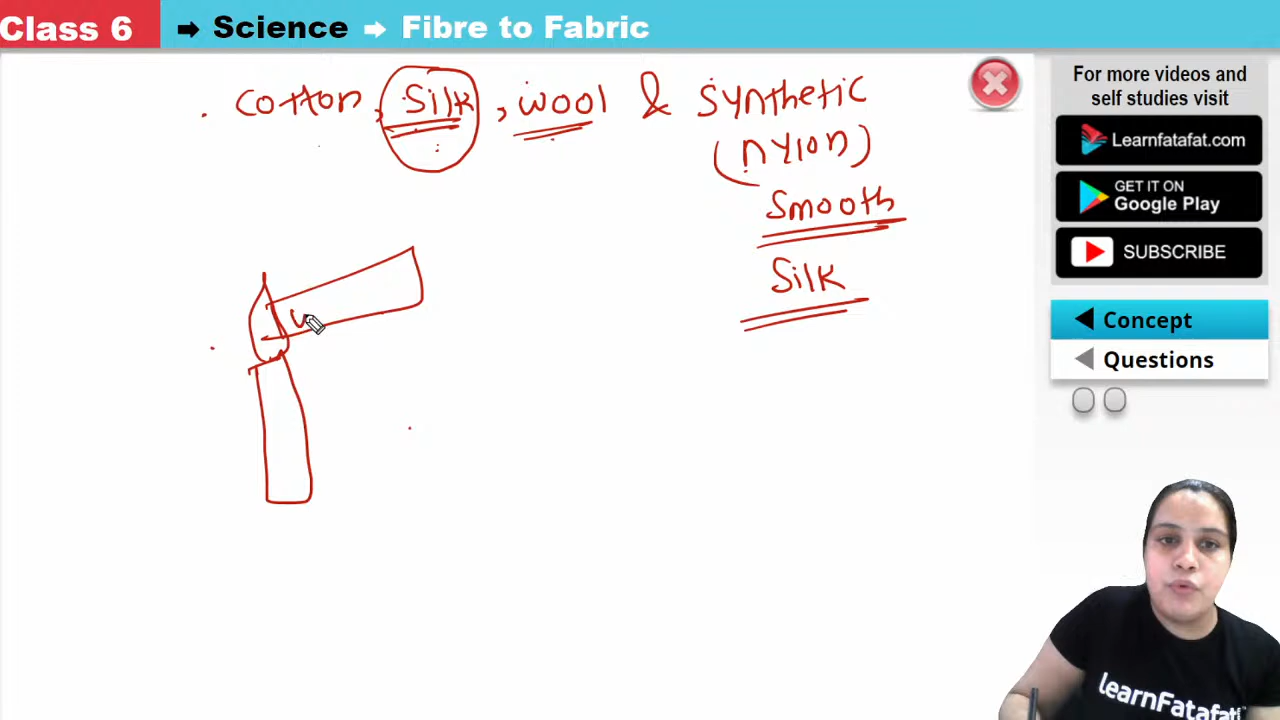 Class 6 ➡ Science ➡ Fibre to Fabric
. cotton, Silk, wool & Synthetic
(nylon)
Smooth
Silk
For more videos and
self studies visit
Learnfatafat.com
GET IT ON
Google Play
SUBSCRIBE
Concept
Questions
learnFatafat